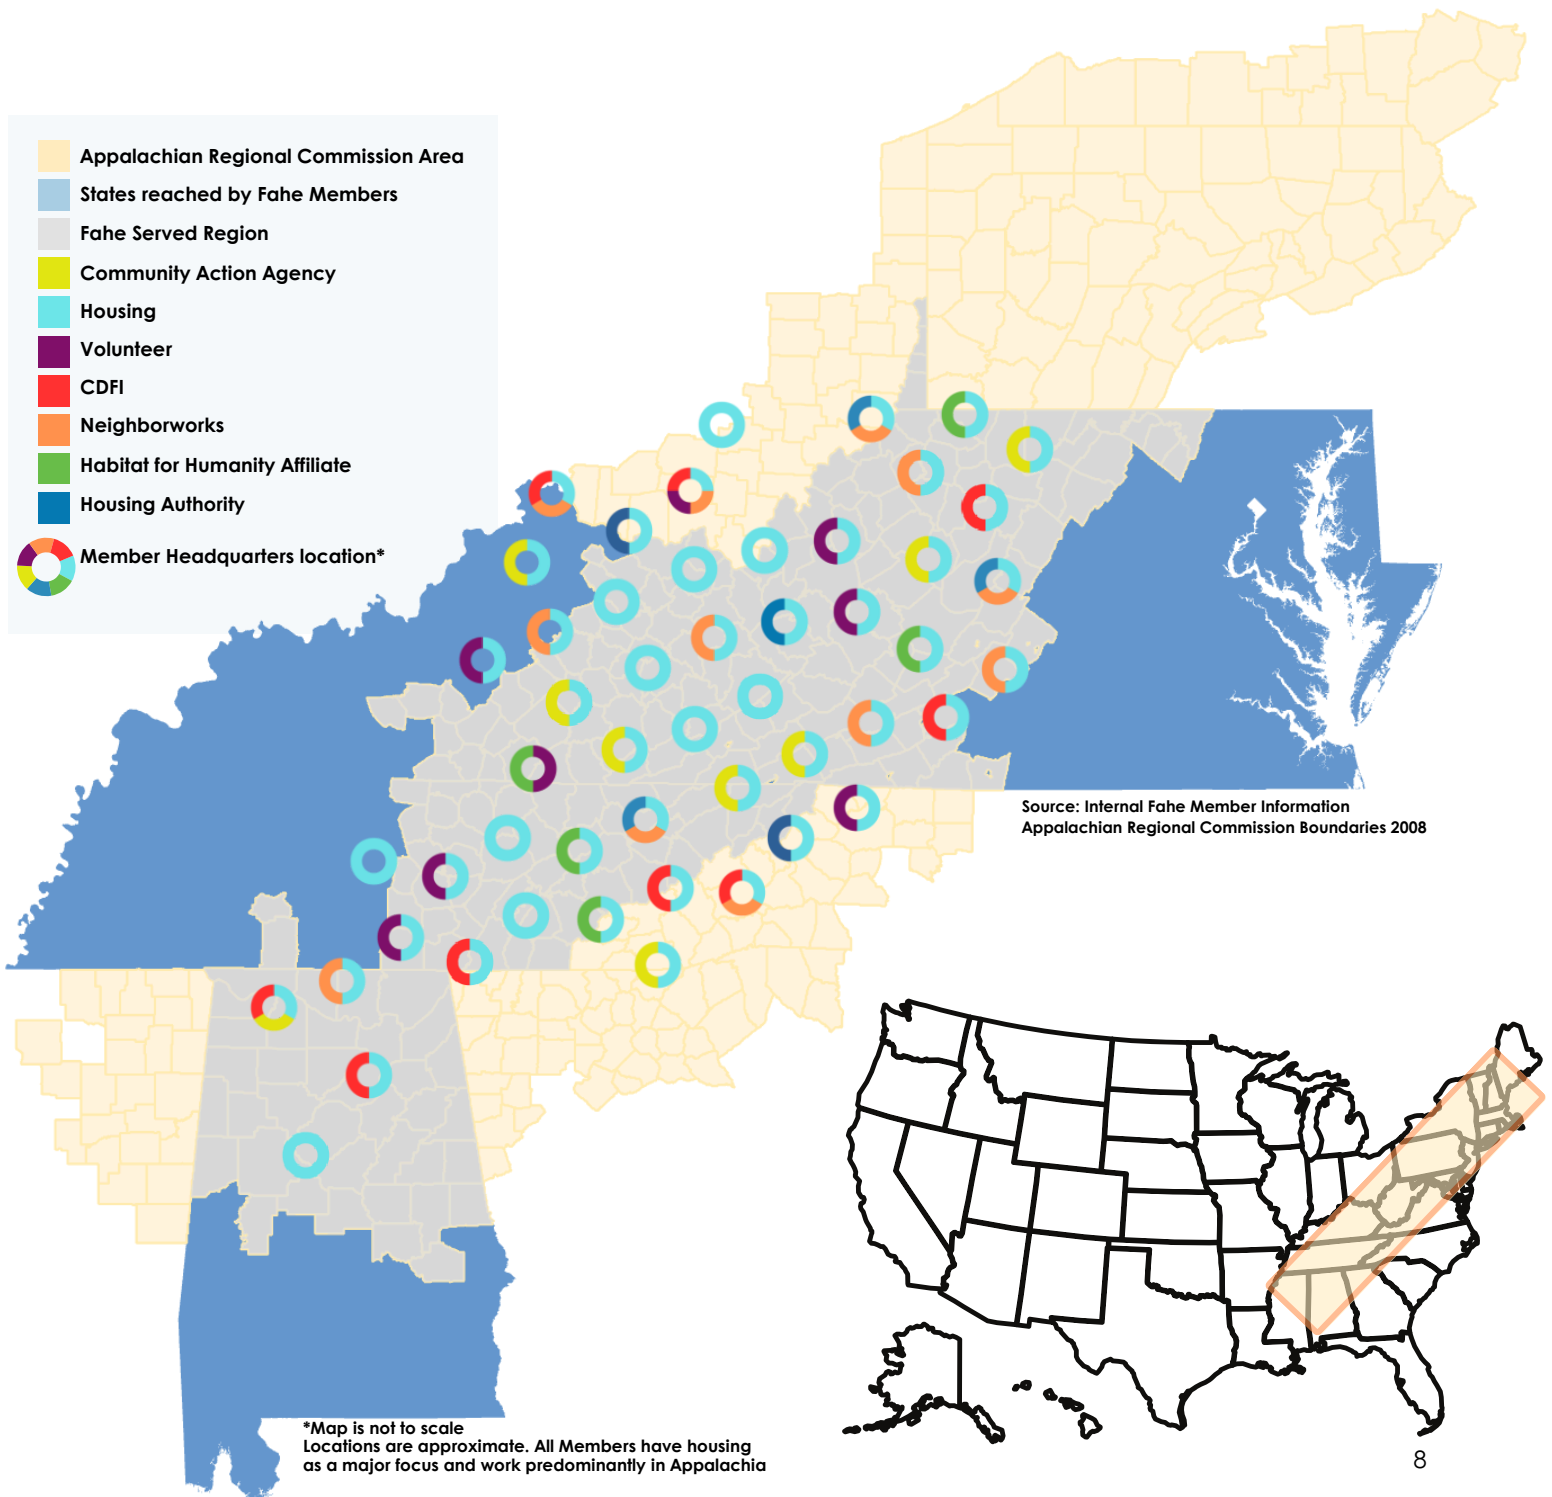 Appalachian Regional Commission Area
States reached by Fahe Members
Fahe Served Region
Community Action Agency
Housing
Volunteer
CDFI
Neighborworks
Habitat for Humanity Affiliate
Housing Authority
Member Headquarters location*
Source: Internal Fahe Member Information
Appalachian Regional Commission Boundaries 2008
*Map is not to scale
Locations are approximate. All Members have housing
as a major focus and work predominantly in Appalachia
8